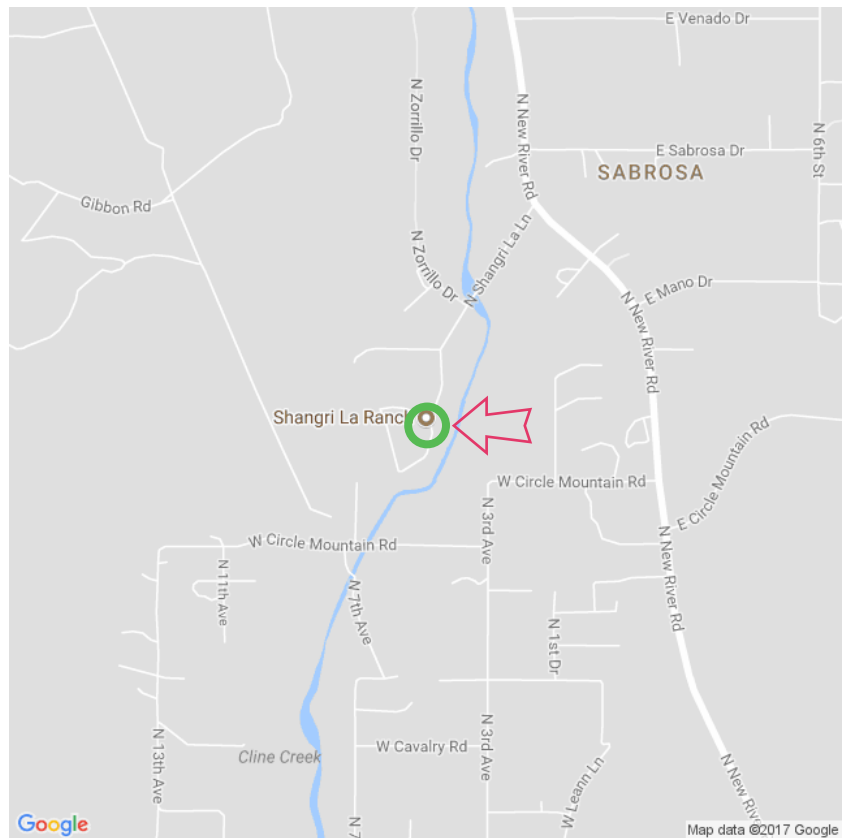 E Venado Dr
N Zorrillo Dr
N New River Rd
N 6th St
E Sabrosa Dr
SABROSA
Gibbon Rd
N Shangri La Ln
N Zorrillo Dr
E Mano Dr
N New River Rd
Shangri La Ranch
E Circle Mountain Rd
W Circle Mountain Rd
N 3rd Ave
W Circle Mountain Rd
N New River Rd
N 11th Ave
N 7th Ave
N 1st Dr
N 13th Ave
N 3rd Ave
W Cavalry Rd
Cline Creek
W Leann Ln
N New River
N 7
Google
Map data ©2017 Google